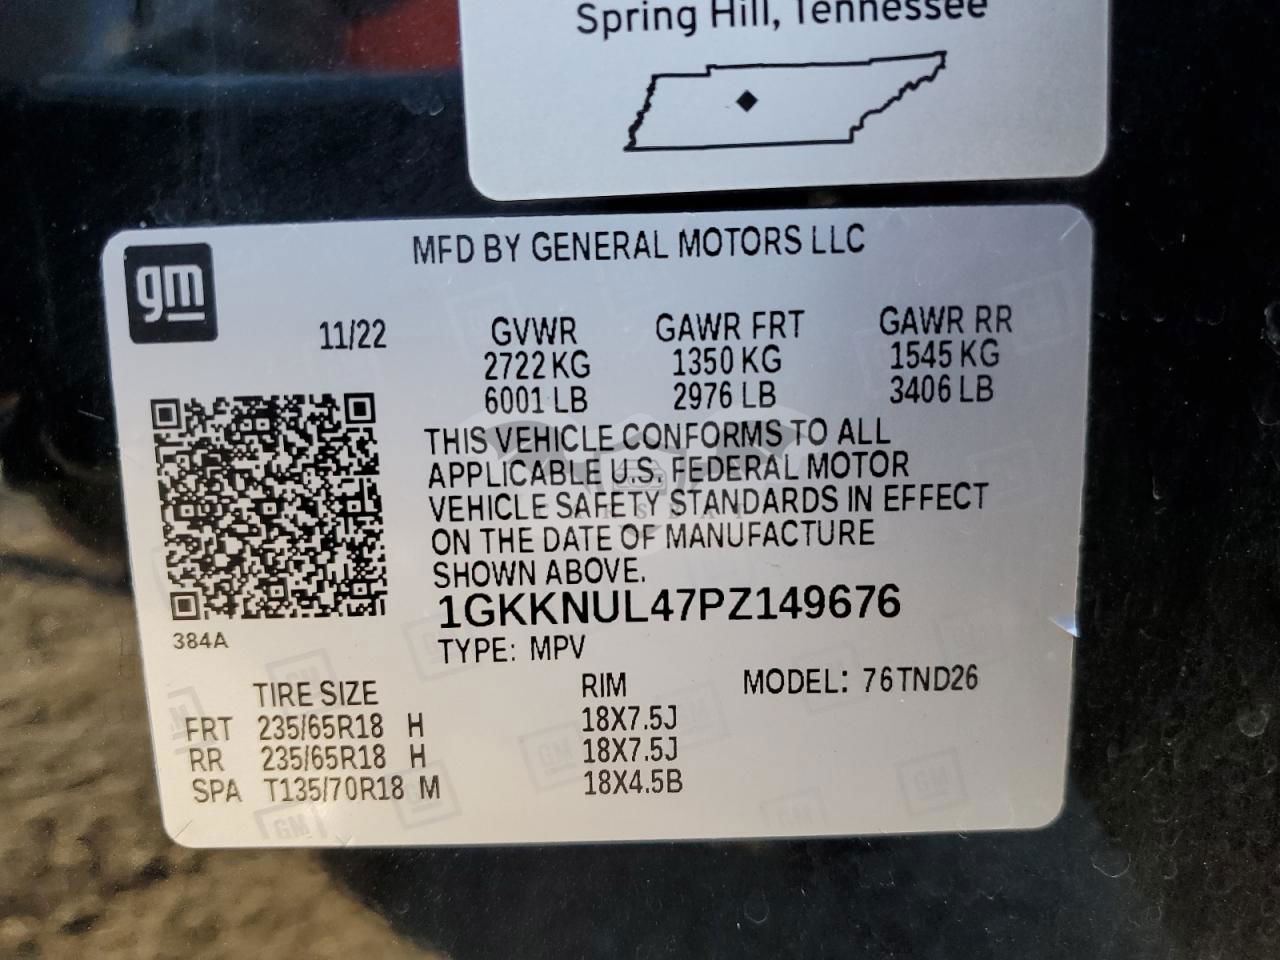 Spring Hill, Tennessee
gm
MFD BY GENERAL MOTORS LLC
11/22 GVWR GAWR FRT GAWR RR
2722 KG 1350 KG 1545 KG
6001 LB 2976 LB 3406 LB
THIS VEHICLE CONFORMS TO ALL
APPLICABLE U.S. FEDERAL MOTOR
VEHICLE SAFETY STANDARDS IN EFFECT
ON THE DATE OF MANUFACTURE
SHOWN ABOVE.
1GKKNUL47PZ149676
384A
TYPE: MPV
TIRE SIZE RIM MODEL: 76TND26
FRT 235/65R18 H 18X7.5J
RR 235/65R18 H 18X7.5J
SPA T135/70R18 M 18X4.5B
GM